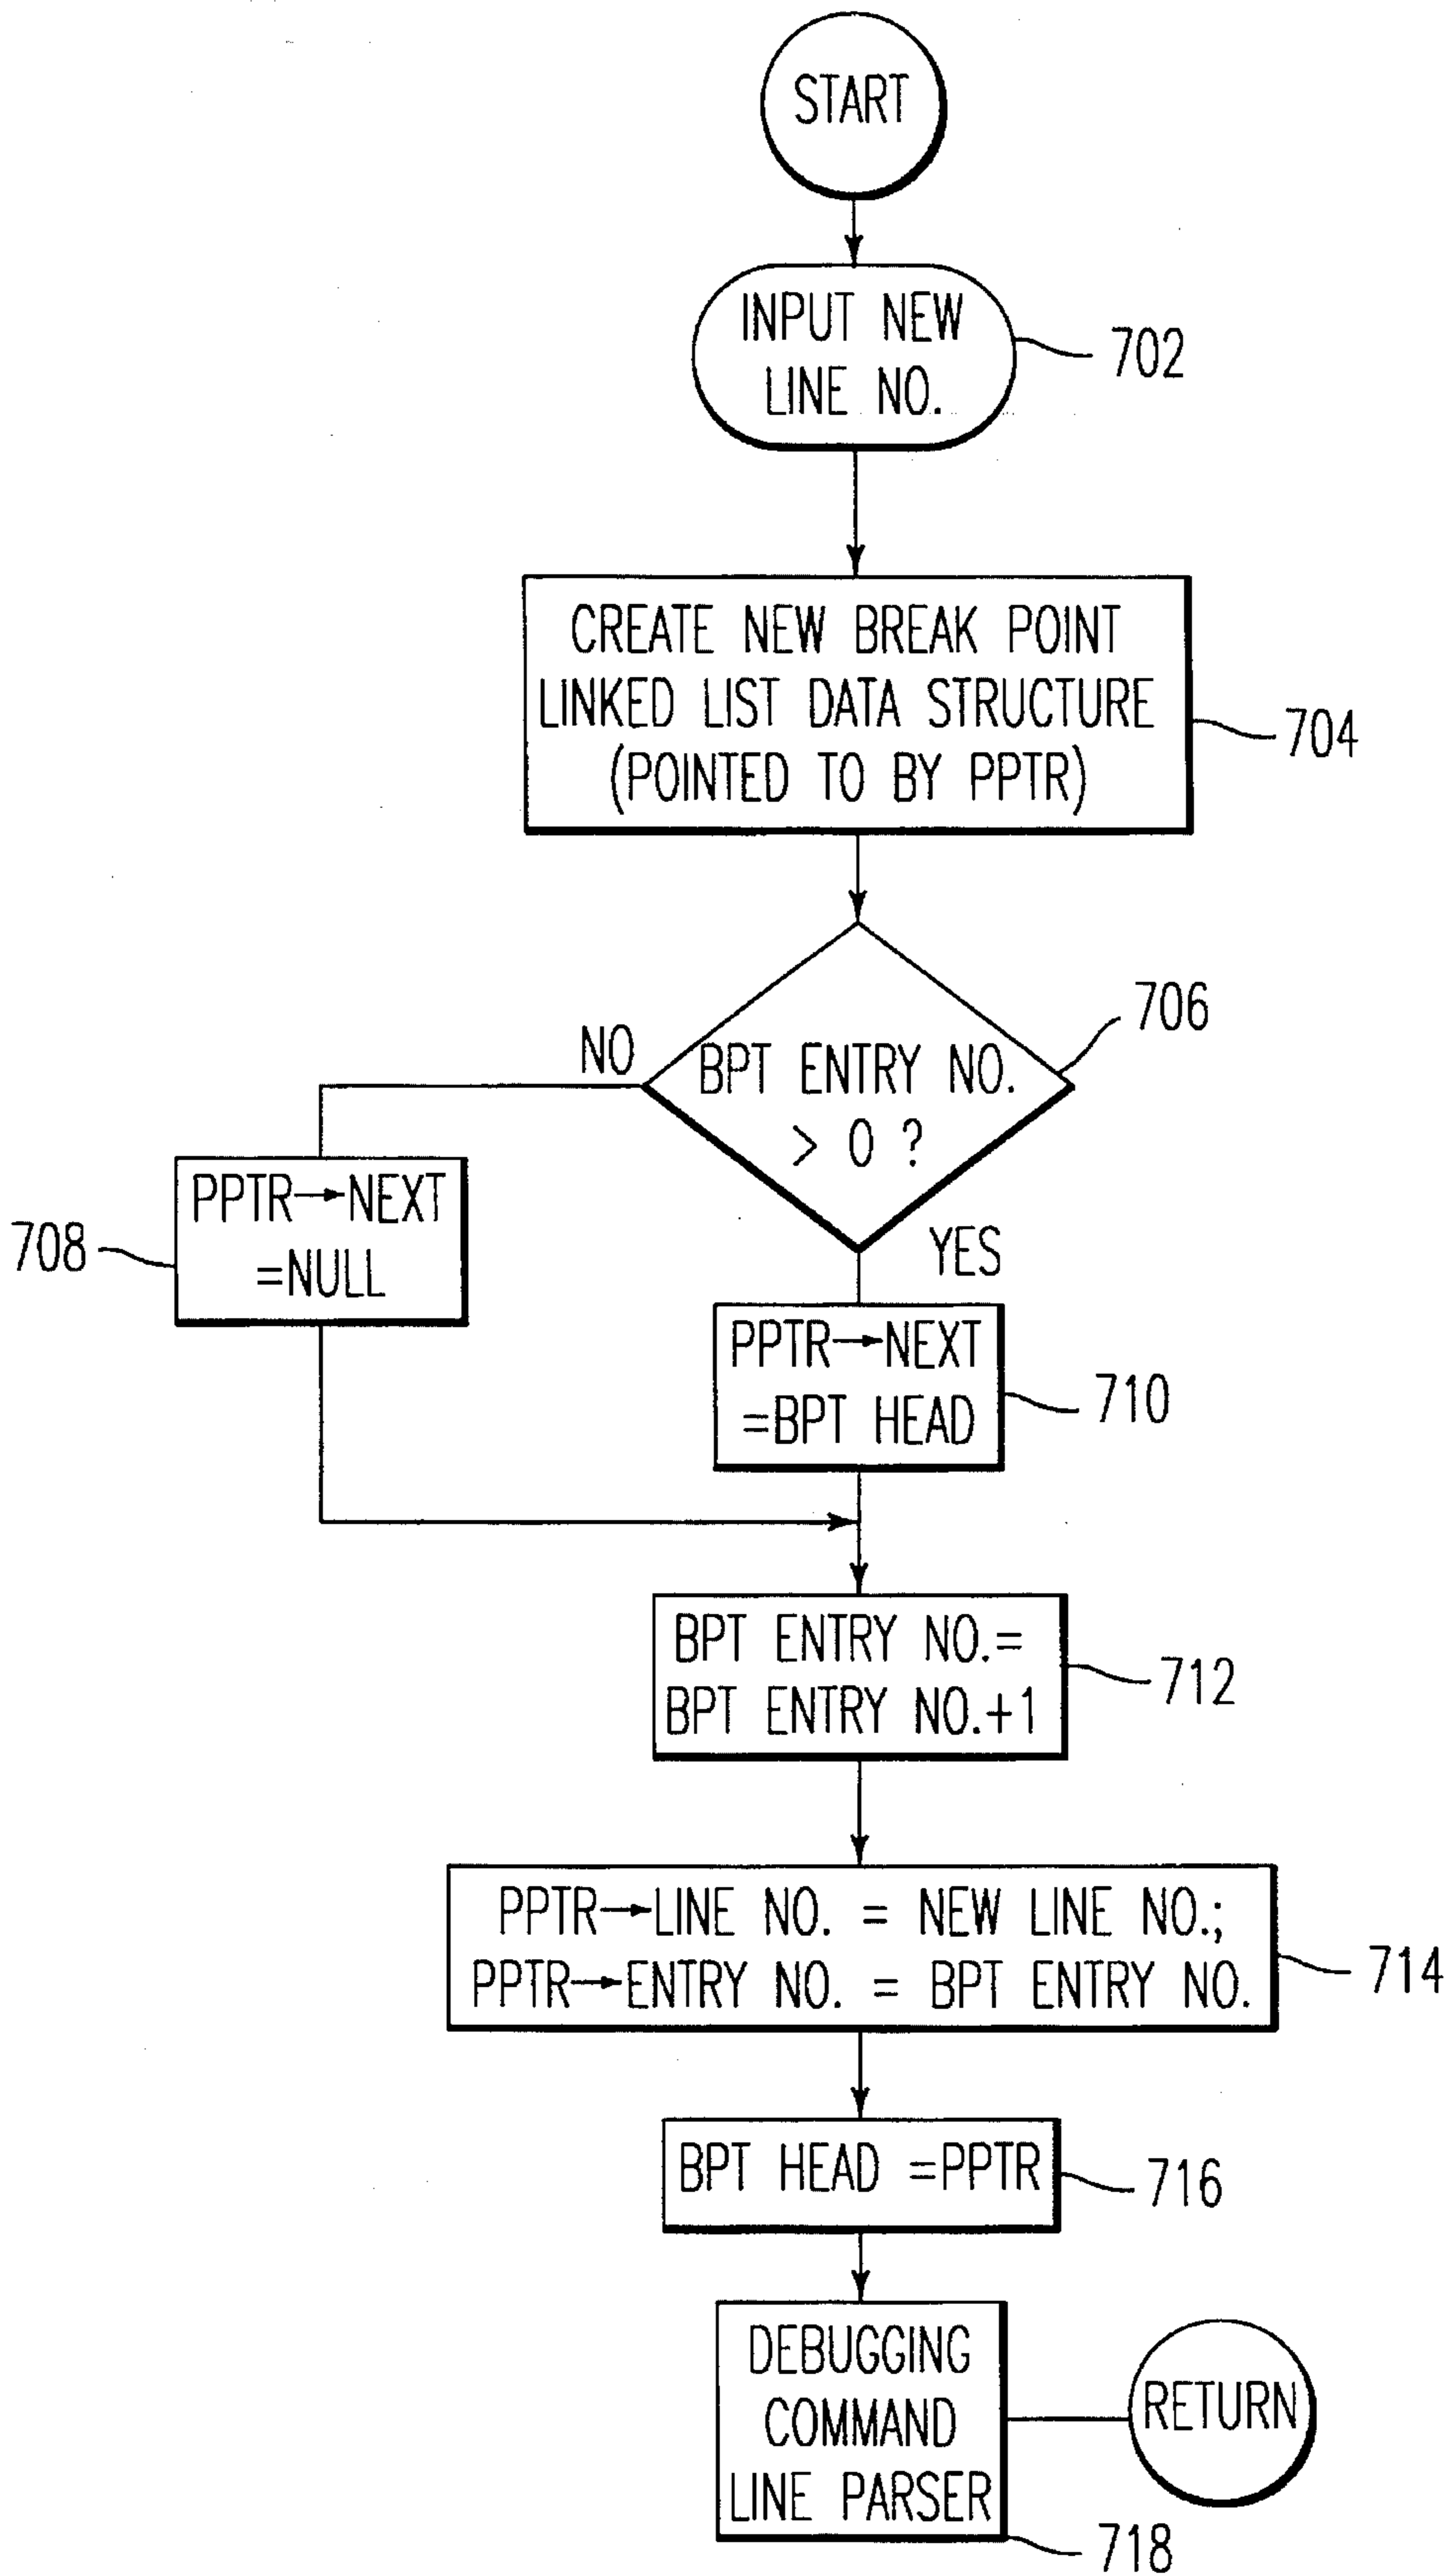 START
INPUT NEW
LINE NO.
702
CREATE NEW BREAK POINT
LINKED LIST DATA STRUCTURE
(POINTED TO BY PPTR)
704
706
NO
BPT ENTRY NO.
> 0 ?
YES
PPTR→NEXT
=NULL
708
PPTR→NEXT
=BPT HEAD
710
BPT ENTRY NO.=
BPT ENTRY NO.+1
712
PPTR→LINE NO. = NEW LINE NO.;
PPTR→ENTRY NO. = BPT ENTRY NO.
714
BPT HEAD =PPTR
716
DEBUGGING
COMMAND
LINE PARSER
RETURN
718